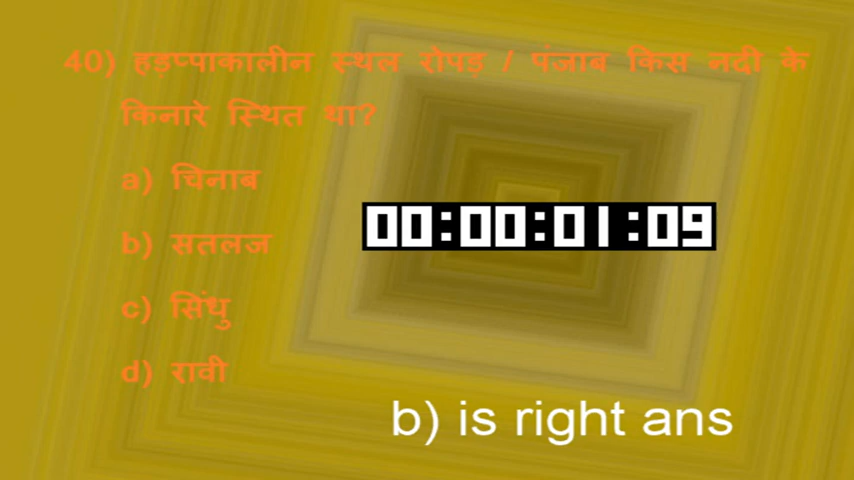 40) हड़प्पाकालीन स्थल रोपड़ / पंजाब किस नदी के
किनारे स्थित था?
a) चिनाब
b) सतलज
00:00:01:09
c) सिंधु
d) रावी
b) is right ans